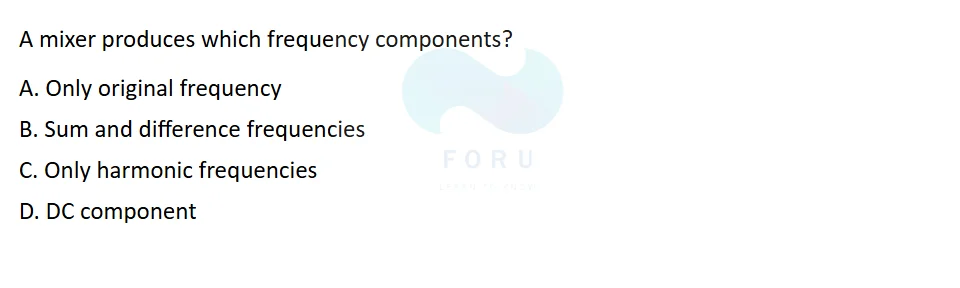 A mixer produces which frequency components?
A. Only original frequency
B. Sum and difference frequencies
C. Only harmonic frequencies
FORU
D. DC component